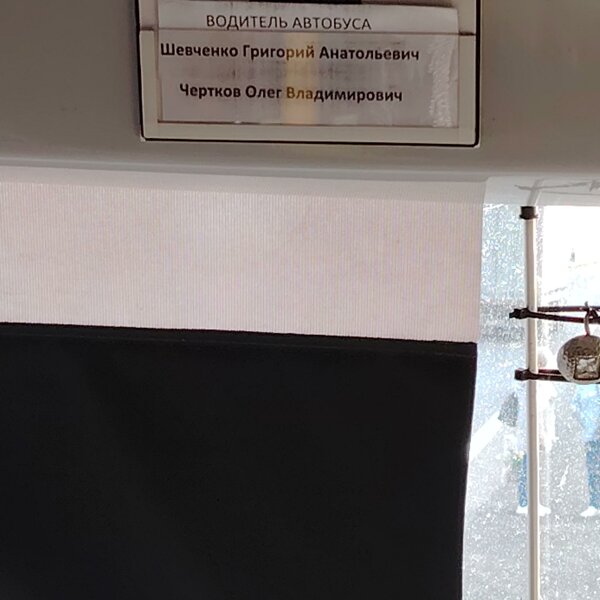 ВОДИТЕЛЬ АВТОБУСА
Шевченко Григорий Анатольевич
Чертков Олег Владимирович